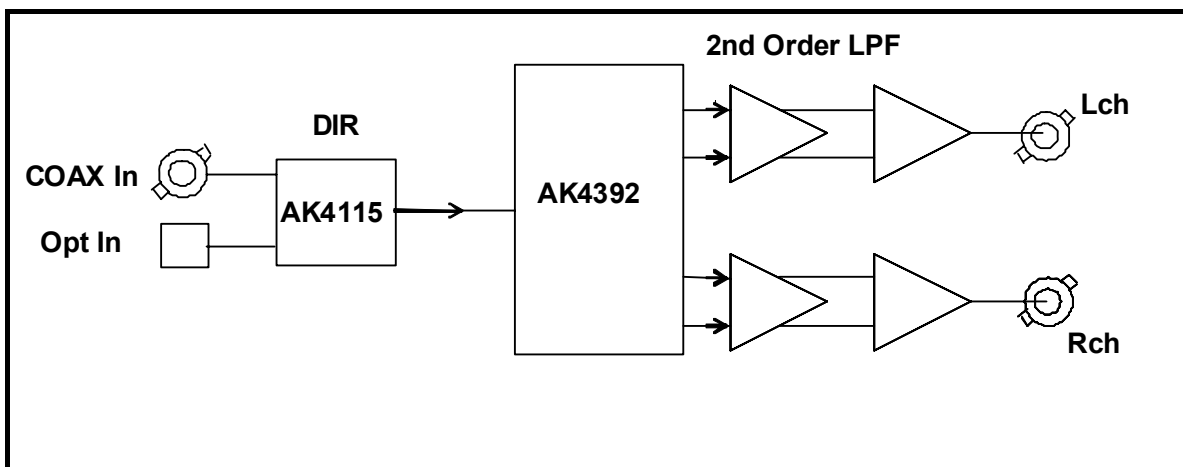 2nd Order LPF
Lch
DIR
COAX In
AK4115
AK4392
Opt In
Rch